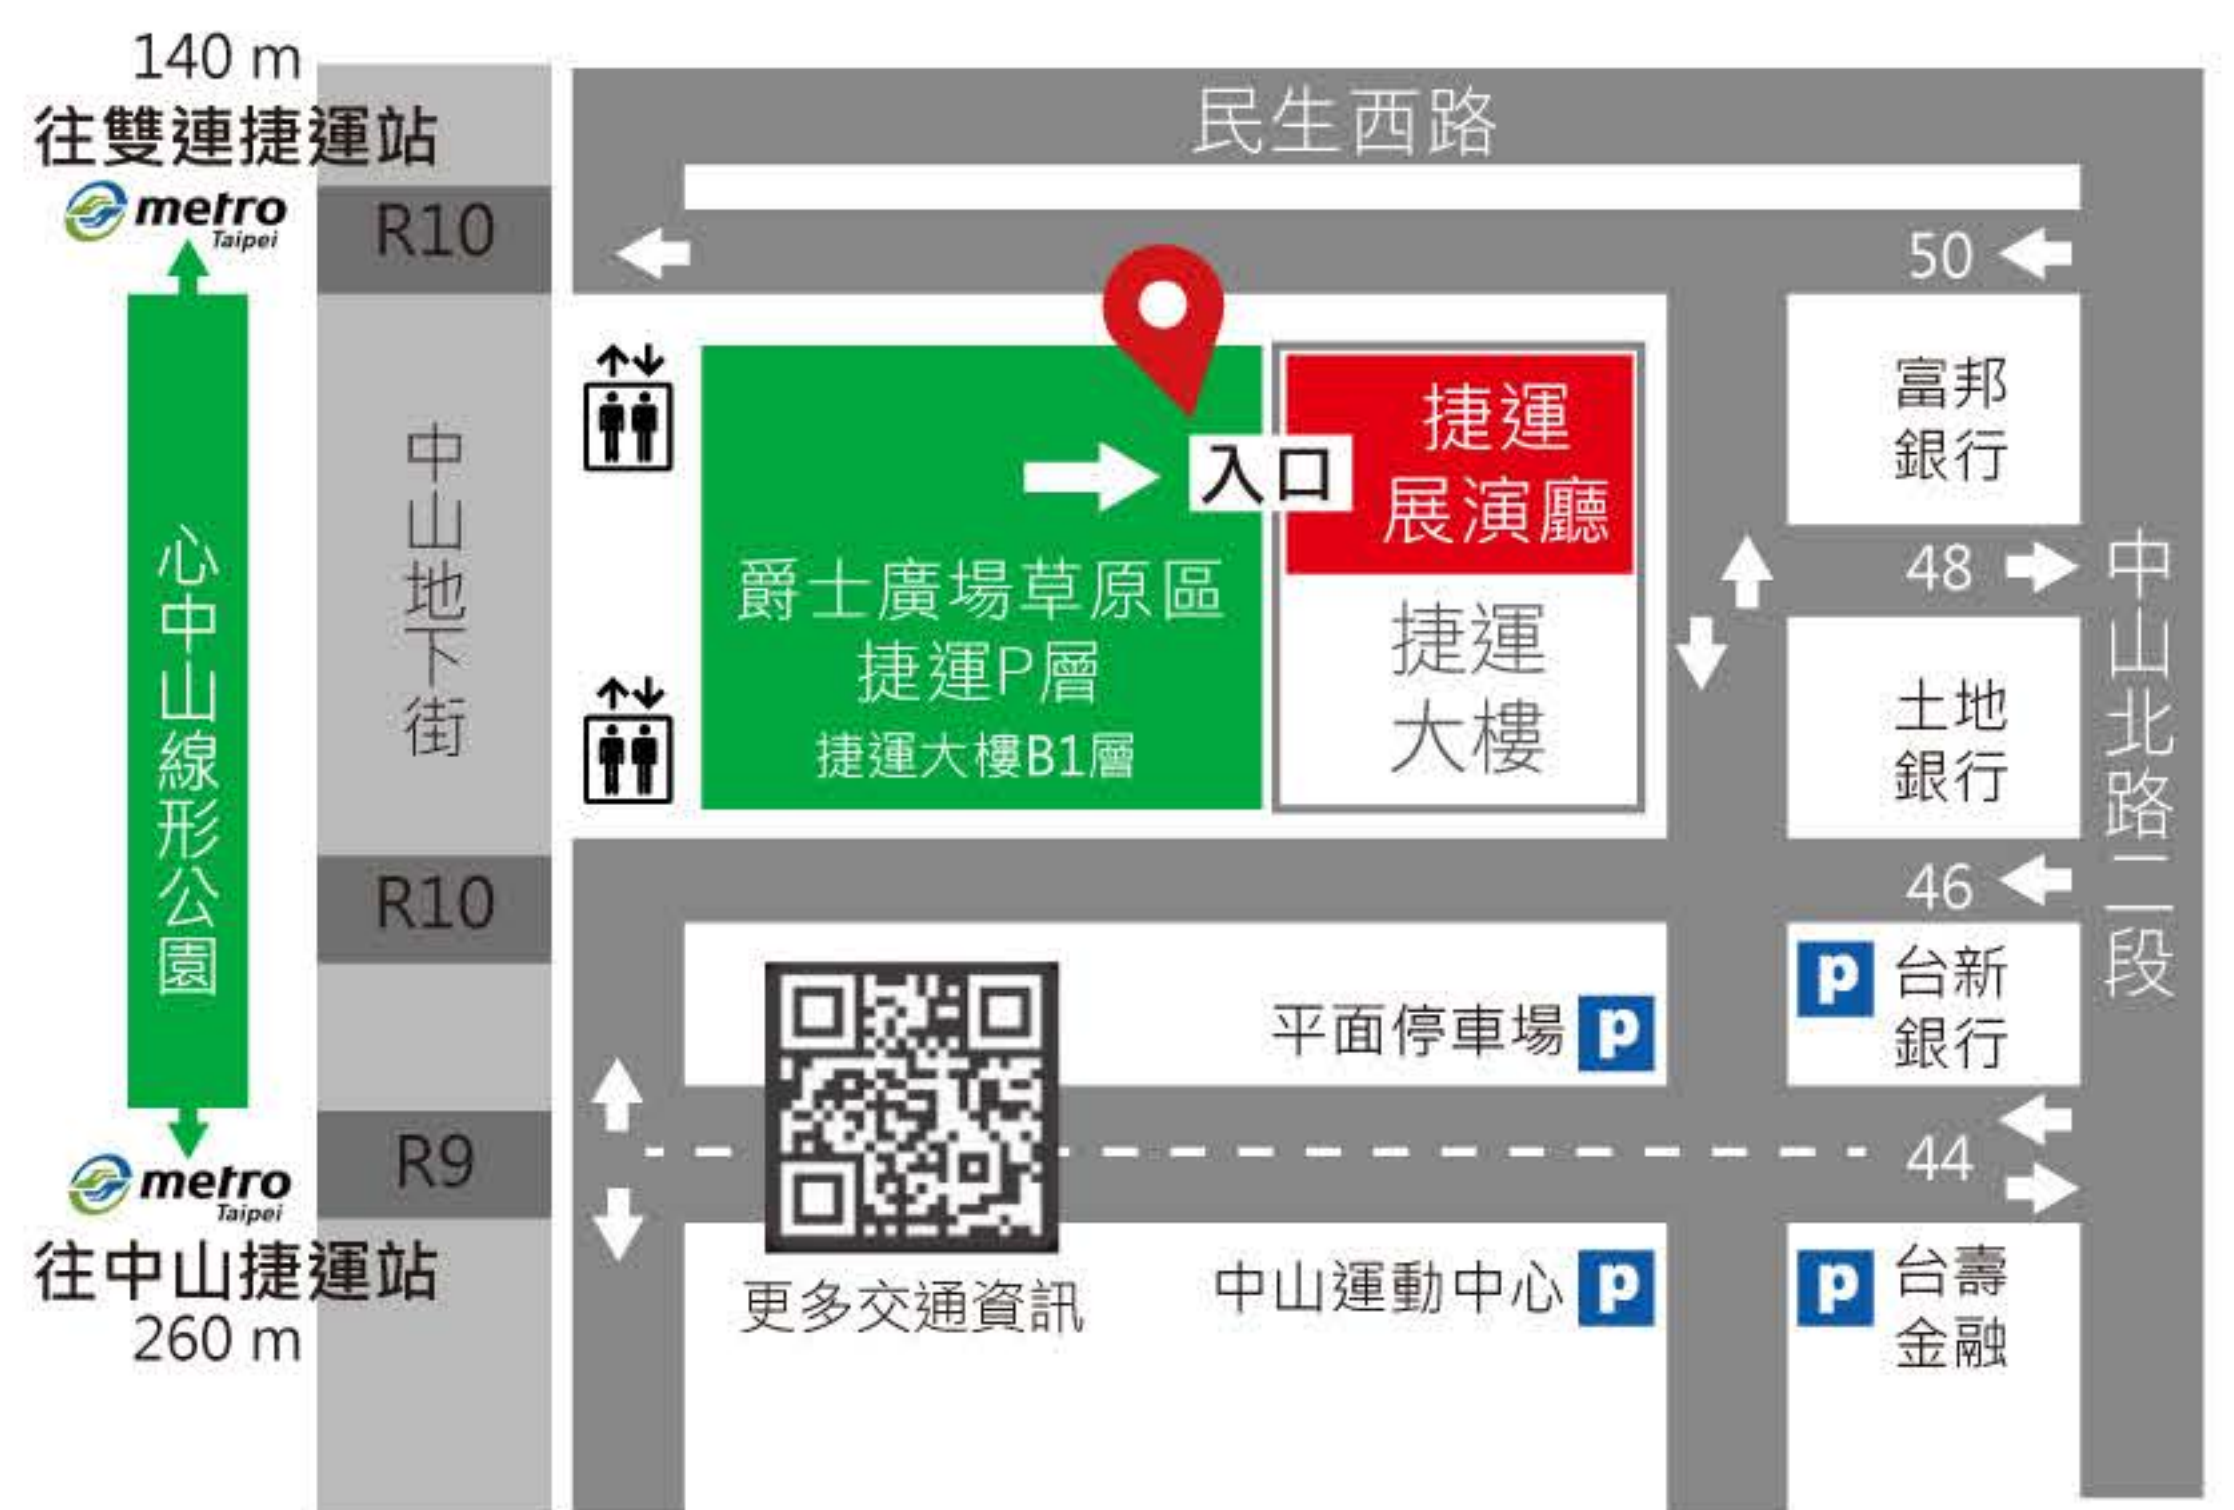 140 m
往雙連捷運站
metro
Taipei
R10
心中山線形公園
中山地下街
R10
R9
metro
Taipei
往中山捷運站
260 m
民生西路
50
入口
捷運
展演廳
爵士廣場草原區
捷運P層
捷運大樓B1層
捷運
大樓
富邦
銀行
48
土地
銀行
46
中山北路二段
平面停車場 P
P 台新
銀行
44
更多交通資訊
中山運動中心 P
P 台壽
金融